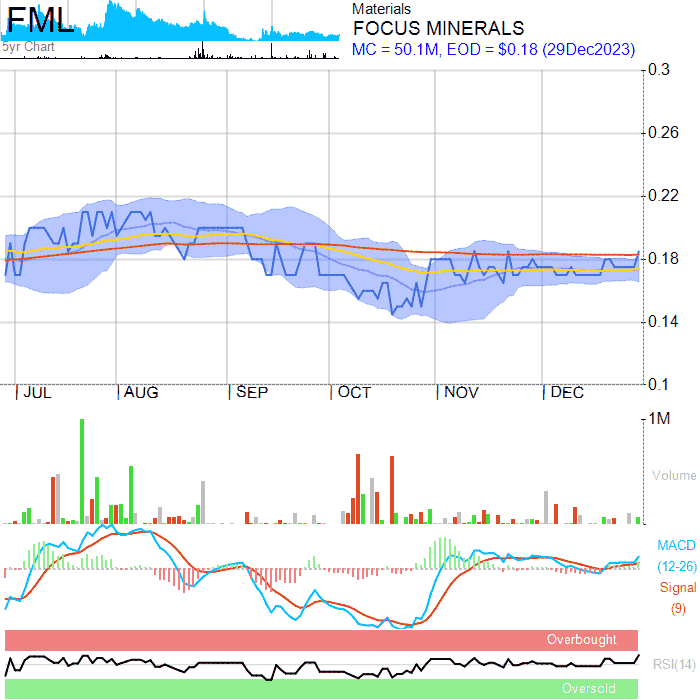 FML
5yr Chart
Materials
FOCUS MINERALS
MC = 50.1M, EOD = $0.18 (29Dec2023)
0.3
0.26
0.22
0.18
0.14
0.1
JUL AUG SEP OCT NOV DEC
1M
Volume
MACD
(12-26)
Signal
(9)
Overbought
RSI(14)
Oversold